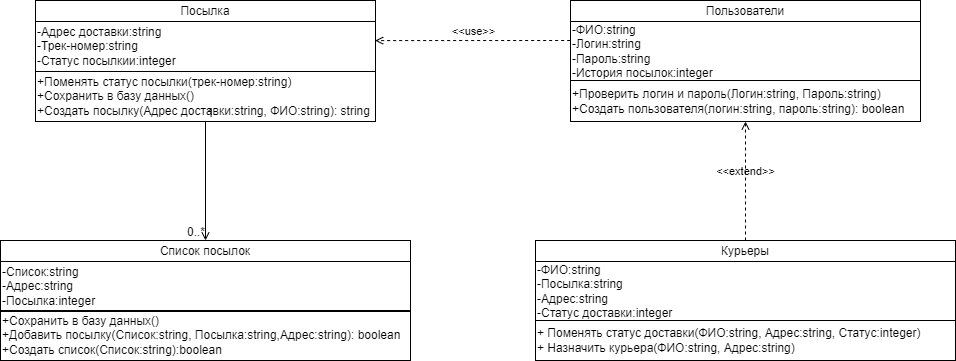 Посылка
-Адрес доставки:string
-Трек-номер:string
-Статус посылкии:integer
+Поменять статус посылки(трек-номер:string)
+Сохранить в базу данных()
+Создать посылку(Адрес доставки:string, ФИО:string): string
<<use>>
Пользователи
-ФИО:string
-Логин:string
-Пароль:string
-История посылок:integer
+Проверить логин и пароль(Логин:string, Пароль:string)
+Создать пользователя(логин:string, пароль:string): boolean
<<extend>>
0..*
Список посылок
-Список:string
-Адрес:string
-Посылка:integer
+Сохранить в базу данных()
+Добавить посылку(Список:string, Посылка:string,Адрес:string): boolean
+Создать список(Список:string):boolean
Курьеры
-ФИО:string
-Посылка:string
-Адрес:string
-Статус доставки:integer
+ Поменять статус доставки(ФИО:string, Адрес:string, Статус:integer)
+ Назначить курьера(ФИО:string, Адрес:string)